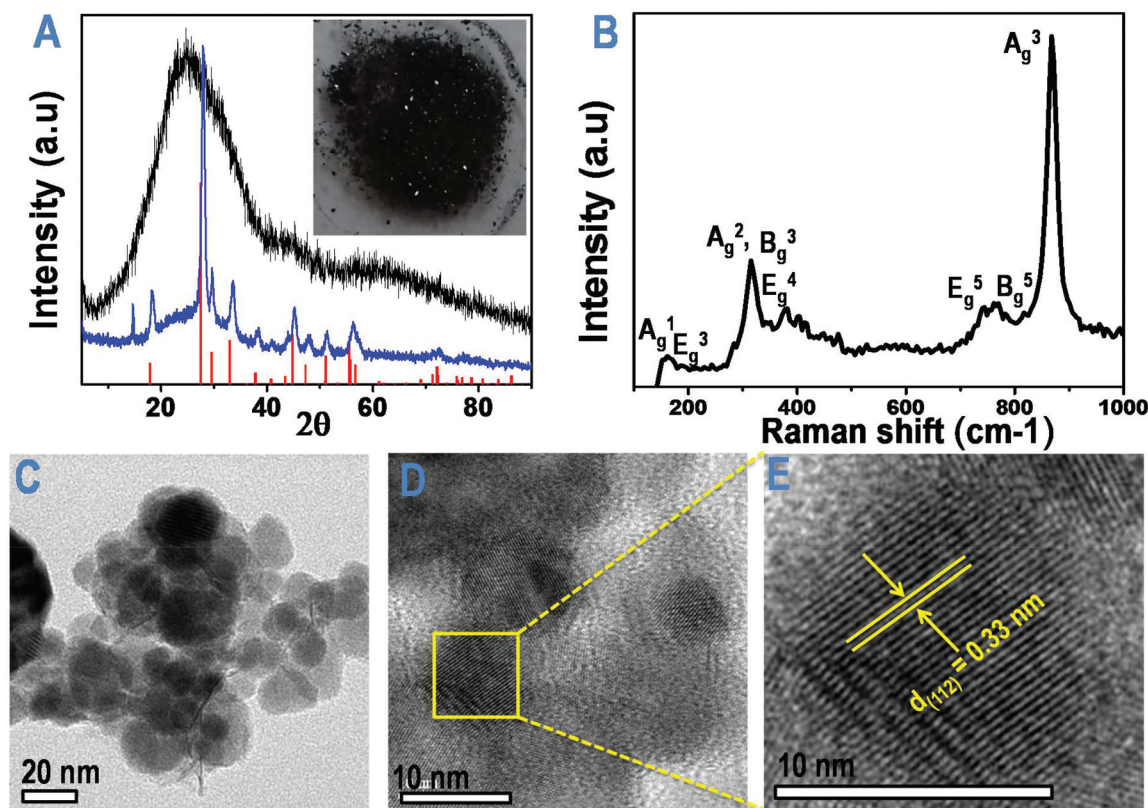 A
Intensity (a.u)
20
40
60
80
2θ
B
Intensity (a.u)
A_g^3
A_g^2, B_g^3
E_g^4
E_g^5 B_g^5
A_g^1 E_g^3
200
400
600
800
1000
Raman shift (cm-1)
C
20 nm
D
10 nm
E
d_(112) = 0.33 nm
10 nm